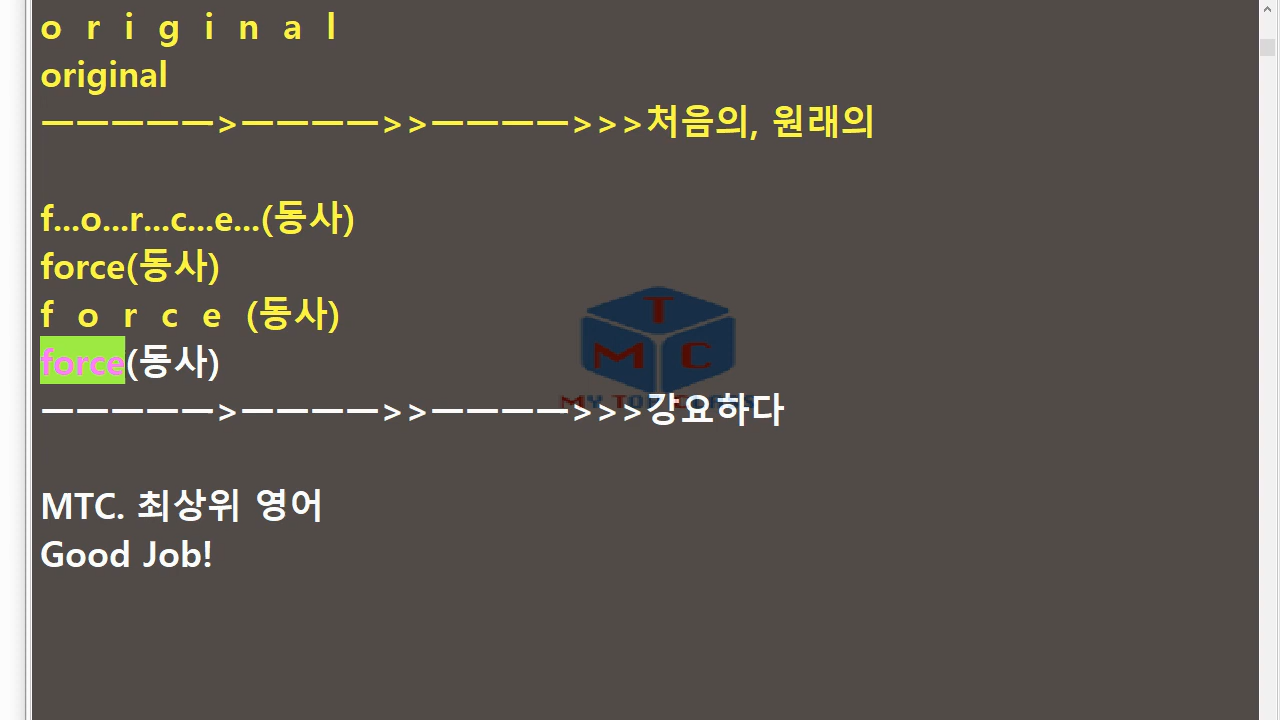 o r i g i n a l
original
ㅡㅡㅡㅡㅡ>ㅡㅡㅡㅡ>>ㅡㅡㅡㅡ>>>처음의, 원래의
f...o...r...c...e...(동사)
force(동사)
f o r c e (동사)
force(동사)
ㅡㅡㅡㅡㅡ>ㅡㅡㅡㅡ>>ㅡㅡㅡㅡ>>>강요하다
MTC. 최상위 영어
Good Job!
T
M C